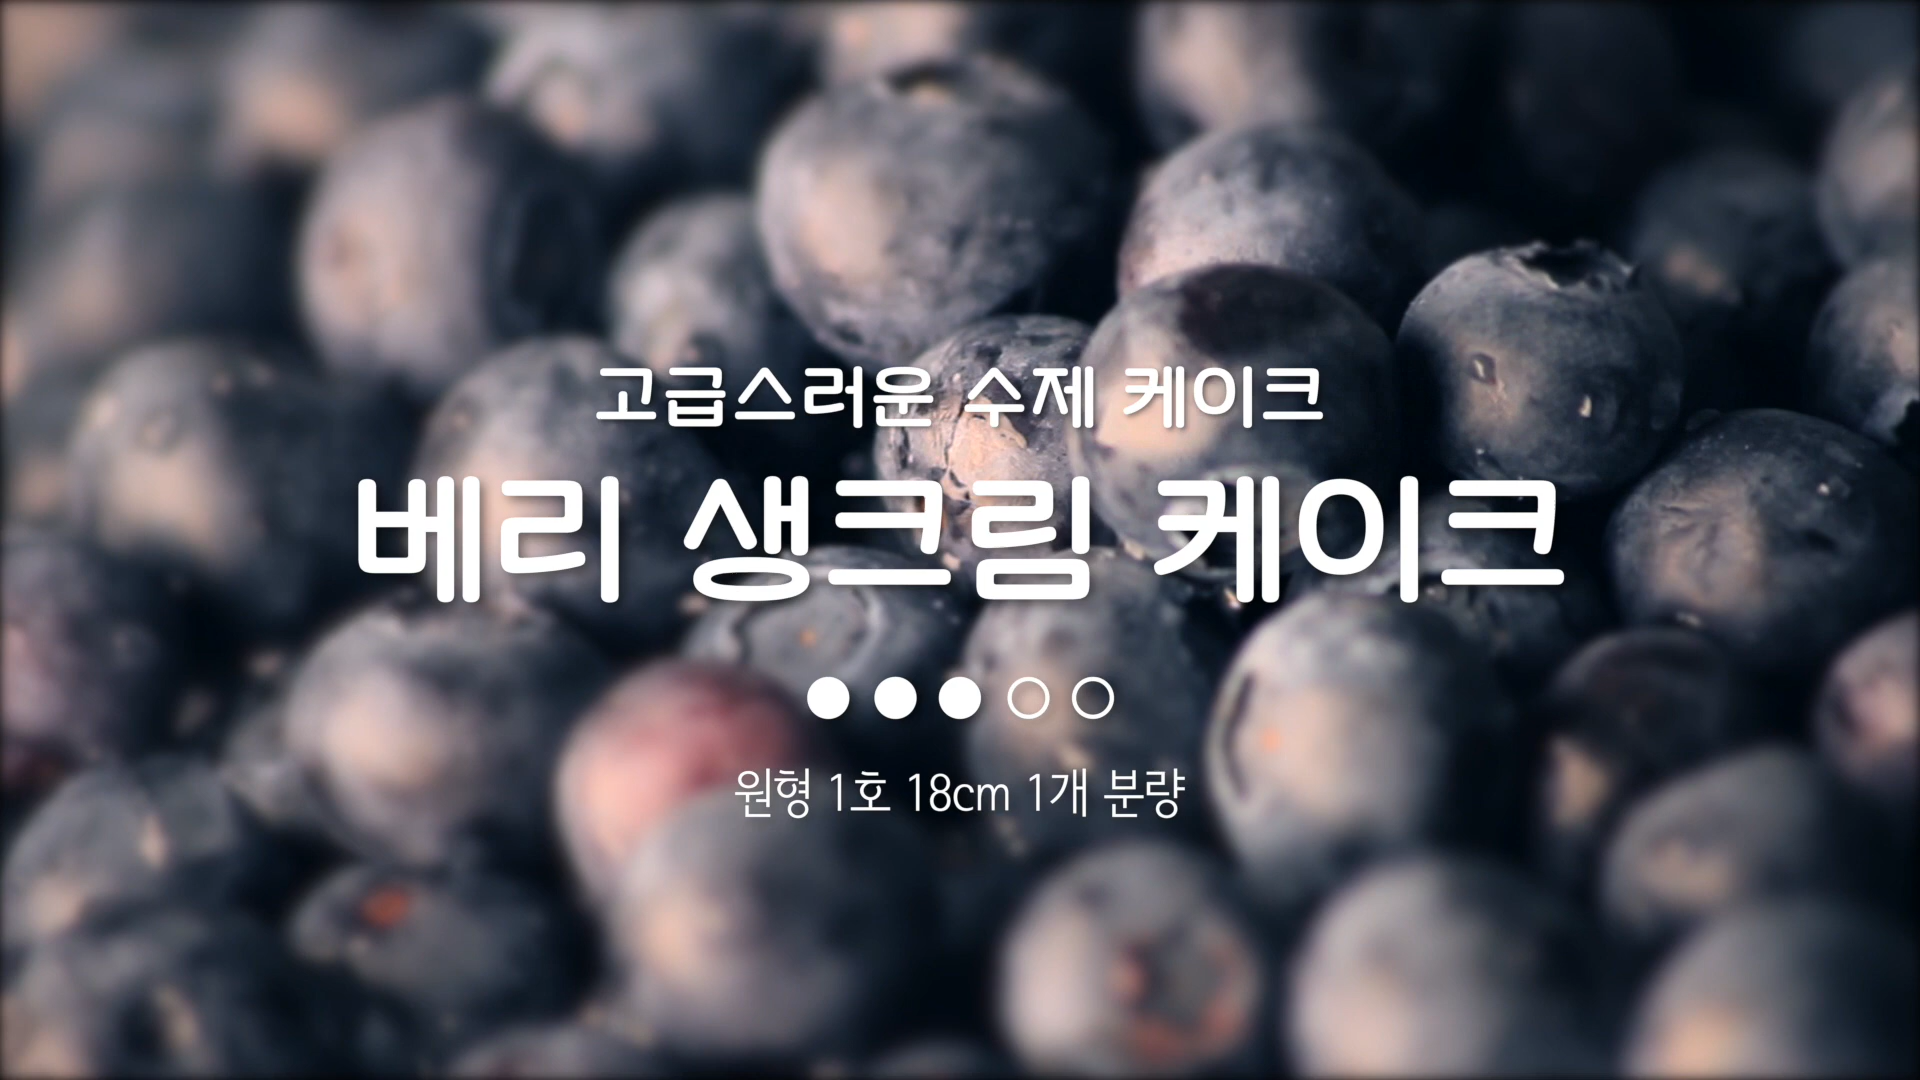 고급스러운 수제 케이크
베리 생크림 케이크
●●●○○
원형 1호 18cm 1개 분량